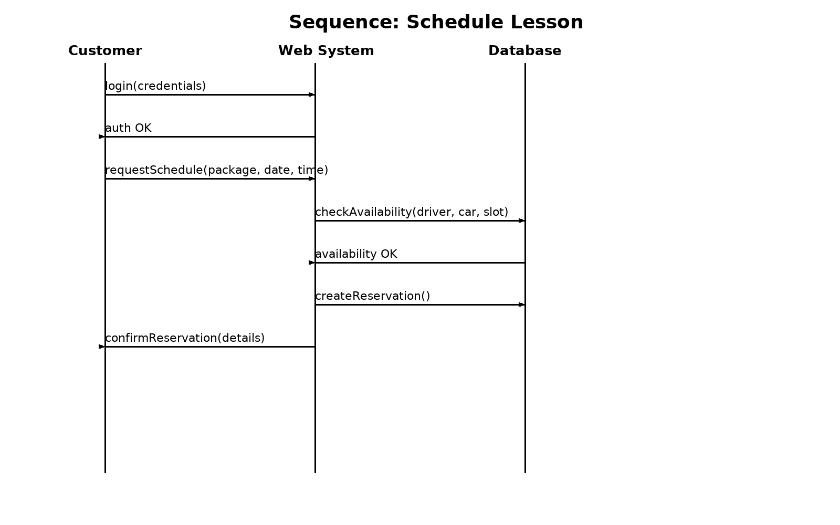 Sequence: Schedule Lesson
Customer Web System Database
login(credentials)
auth OK
requestSchedule(package, date, time)
checkAvailability(driver, car, slot)
availability OK
createReservation()
confirmReservation(details)